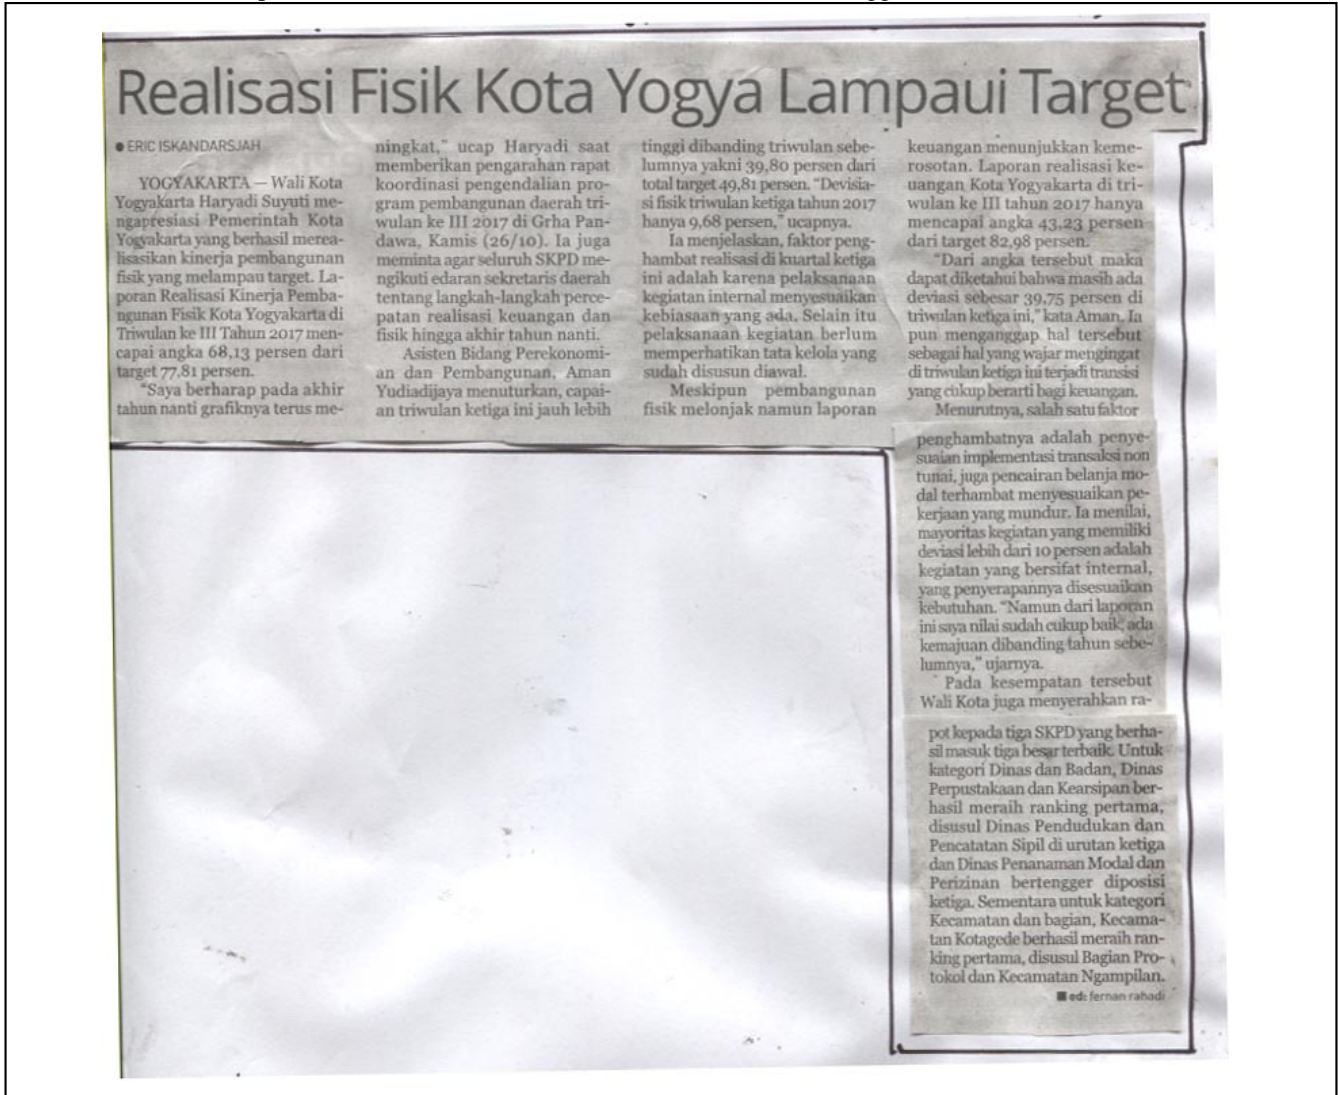 Realisasi Fisik Kota Yogya Lampaui Target
● ERIC ISKANDARSJAH
YOGYAKARTA — Wali Kota
Yogyakarta Haryadi Suyuti me-
ngapresiasi Pemerintah Kota
Yogyakarta yang berhasil merea-
lisasikan kinerja pembangunan
fisik yang melampau target. La-
poran Realisasi Kinerja Pemba-
ngunan Fisik Kota Yogyakarta di
Triwulan ke III Tahun 2017 men-
capai angka 68,13 persen dari
target 77,81 persen.
"Saya berharap pada akhir
tahun nanti grafiknya terus me-
ningkat," ucap Haryadi saat
memberikan pengarahan rapat
koordinasi pengendalian pro-
gram pembangunan daerah tri-
wulan ke III 2017 di Grha Pan-
dawa, Kamis (26/10). Ia juga
meminta agar seluruh SKPD me-
ngikuti edaran sekretaris daerah
tentang langkah-langkah perce-
patan realisasi keuangan dan
fisik hingga akhir tahun nanti.
Asisten Bidang Perekonomi-
an dan Pembangunan, Aman
Yudiadijaya menuturkan, capai-
an triwulan ketiga ini jauh lebih
tinggi dibanding triwulan sebe-
lumnya yakni 39,80 persen dari
total target 49,81 persen. "Devisia-
si fisik triwulan ketiga tahun 2017
hanya 9,68 persen," ucapnya.
Ia menjelaskan, faktor peng-
hambat realisasi di kuartal ketiga
ini adalah karena pelaksanaan
kegiatan internal menyesuaikan
kebiasaan yang ada. Selain itu
pelaksanaan kegiatan berlum
memperhatikan tata kelola yang
sudah disusun diawal.
Meskipun pembangunan
fisik melonjak namun laporan
keuangan menunjukkan keme-
rosotan. Laporan realisasi ke-
uangan Kota Yogyakarta di tri-
wulan ke III tahun 2017 hanya
mencapai angka 43,23 persen
dari target 82,98 persen.
"Dari angka tersebut maka
dapat diketahui bahwa masih ada
deviasi sebesar 39,75 persen di
triwulan ketiga ini," kata Aman. Ia
pun menganggap hal tersebut
sebagai hal yang wajar mengingat
di triwulan ketiga ini terjadi transisi
yang cukup berarti bagi keuangan.
Menurutnya, salah satu faktor
penghambatnya adalah penye-
suaian implementasi transaksi non
tunai, juga pencairan belanja mo-
dal terhambat menyesuaikan pe-
kerjaan yang mundur. Ia menilai,
mayoritas kegiatan yang memiliki
deviasi lebih dari 10 persen adalah
kegiatan yang bersifat internal,
yang penyerapannya disesuaikan
kebutuhan. "Namun dari laporan
ini saya nilai sudah cukup baik, ada
kemajuan dibanding tahun sebe-
lumnya," ujarnya.
Pada kesempatan tersebut
Wali Kota juga menyerahkan ra-
pot kepada tiga SKPD yang berha-
sil masuk tiga besar terbaik. Untuk
kategori Dinas dan Badan, Dinas
Perpustakaan dan Kearsipan ber-
hasil meraih ranking pertama,
disusul Dinas Pendudukan dan
Pencatatan Sipil di urutan ketiga
dan Dinas Penanaman Modal dan
Perizinan bertengger diposisi
ketiga. Sementara untuk kategori
Kecamatan dan bagian, Kecama-
tan Kotagede berhasil meraih ran-
king pertama, disusul Bagian Pro-
tokol dan Kecamatan Ngampilan.
■ ed: fernan rahadi